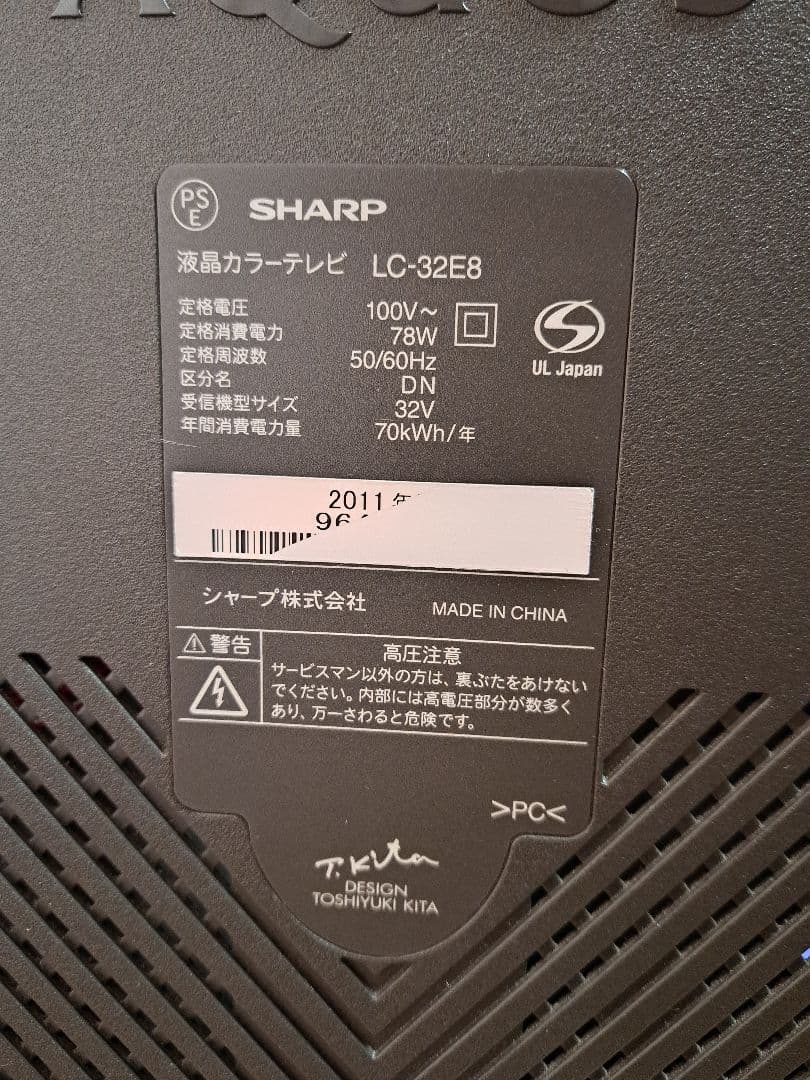 AQUOS
PS
E
SHARP
液晶カラーテレビ LC-32E8
定格電圧 100V~
定格消費電力 78W
定格周波数 50/60Hz
区分名 DN
受信機型サイズ 32V
年間消費電力量 70kWh/年
UL Japan
2011 年
96
シャープ株式会社 MADE IN CHINA
警告
高圧注意
サービスマン以外の方は、裏ぶたをあけない
でください。内部には高電圧部分が数多く
あり、万一さわると危険です。
>PC<
T.Kita
DESIGN
TOSHIYUKI KITA